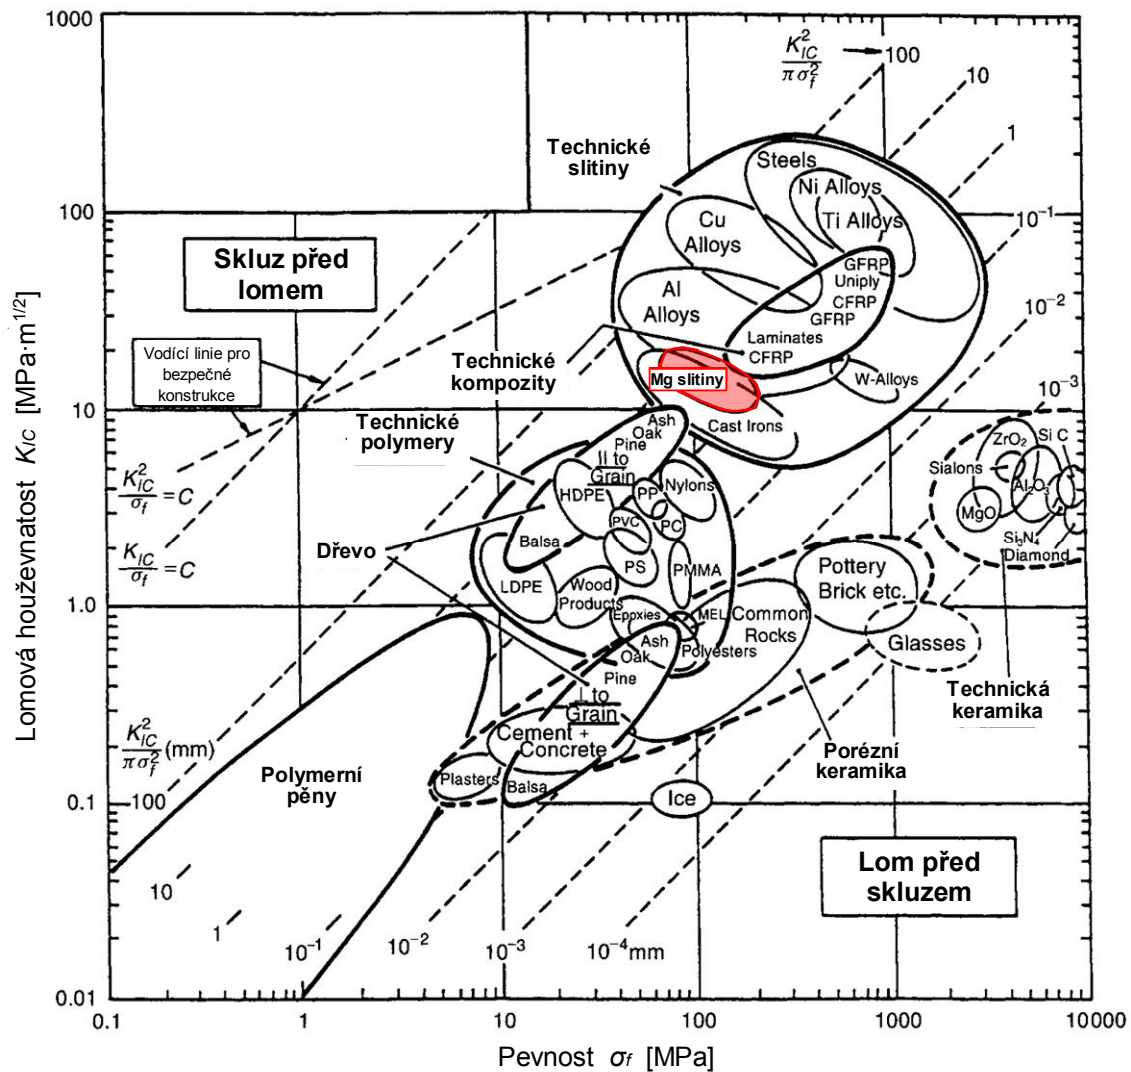 1000
100
10
1.0
0.1
0.01
Lomová houževnatost KIC [MPa·m1/2]
K²IC
π σ²f
100
10
1
10⁻¹
10⁻²
10⁻³
Technické
slitiny
Steels
Ni Alloys
Ti Alloys
Cu
Alloys
GFRP
Uniply
CFRP
GFRP
Al
Alloys
Laminates
CFRP
Skluz před
lomem
Vodící linie pro
bezpečné
konstrukce
Technické
kompozity
Mg slitiny
W-Alloys
Cast Irons
Technické
polymery
Ash
Oak
Pine
II to
Grain
HDPE
PP
Nylons
PVC
PC
Balsa
PS
PMMA
LDPE
Wood
Products
Epoxies
MEL
Polyesters
K²IC
σf
= C
KIC
σf
= C
Dřevo
ZrO₂
Si C
Sialons
Al₂O₃
MgO
Si₃N₄
Diamond
Pottery
Brick etc.
Common
Rocks
Glasses
Technická
keramika
Ash
Oak
Pine
⊥ to
Grain
Cement +
Concrete
Plasters
Balsa
Porézní
keramika
Ice
K²IC
π σ²f
(mm)
100
10
1
10⁻¹
10⁻²
10⁻³
10⁻⁴ mm
Polymerní
pěny
Lom před
skluzem
0.1
1
10
100
1000
10000
Pevnost σf [MPa]